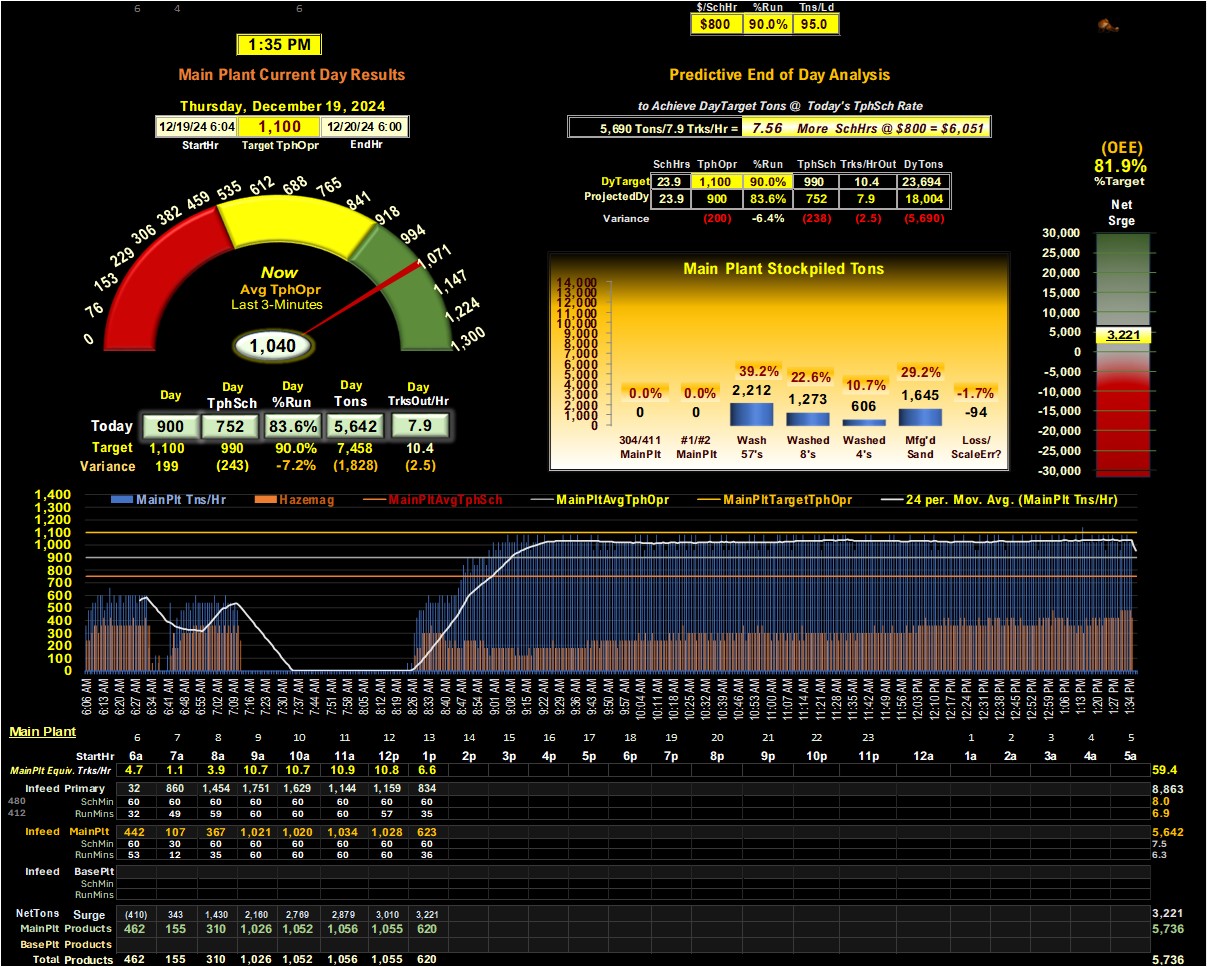 6 4 6
$/SchHr %Run Tns/Ld
$800 90.0% 95.0
1:35 PM
Main Plant Current Day Results
Predictive End of Day Analysis
Thursday, December 19, 2024
to Achieve DayTarget Tons @ Today's TphSch Rate
12/19/24 6:04 1,100 12/20/24 6:00
StartHr Target TphOpr EndHr
5,690 Tons/7.9 Trks/Hr = 7.56 More SchHrs @ $800 = $6,051
(OEE)
81.9%
%Target
SchHrs TphOpr %Run TphSch Trks/HrOut DyTons
DyTarget 23.9 1,100 90.0% 990 10.4 23,694
ProjectedDy 23.9 900 83.6% 752 7.9 18,004
Variance (200) -6.4% (238) (2.5) (5,690)
Net
Srge
30,000
25,000
20,000
15,000
10,000
5,000
0
-5,000
-10,000
-15,000
-20,000
-25,000
-30,000
3,221
0 76 153 229 306 382 459 535 612 688 765 841 918 994 1,071 1,147 1,224 1,300
Now
Avg TphOpr
Last 3-Minutes
1,040
Main Plant Stockpiled Tons
14,000
13,000
12,000
11,000
10,000
9,000
8,000
7,000
6,000
5,000
4,000
3,000
2,000
1,000
0
0.0% 0.0% 39.2% 22.6% 10.7% 29.2% -1.7%
0 0 2,212 1,273 606 1,645 -94
304/411 #1/#2 Wash Washed Washed Mfg'd Loss/
MainPlt MainPlt 57's 8's 4's Sand ScaleErr?
Day Day Day Day Day
TphSch %Run Tons TrksOut/Hr
Today 900 752 83.6% 5,642 7.9
Target 1,100 990 90.0% 7,458 10.4
Variance 199 (243) -7.2% (1,828) (2.5)
MainPlt Tns/Hr Hazemag MainPltAvgTphSch MainPltAvgTphOpr MainPltTargetTphOpr 24 per. Mov. Avg. (MainPlt Tns/Hr)
1,400
1,300
1,200
1,100
1,000
900
800
700
600
500
400
300
200
100
0
6:06 AM 6:13 AM 6:20 AM 6:27 AM 6:34 AM 6:41 AM 6:48 AM 6:55 AM 7:02 AM 7:09 AM 7:16 AM 7:23 AM 7:30 AM 7:37 AM 7:44 AM 7:51 AM 7:58 AM 8:05 AM 8:12 AM 8:19 AM 8:26 AM 8:33 AM 8:40 AM 8:47 AM 8:54 AM 9:01 AM 9:08 AM 9:15 AM 9:22 AM 9:29 AM 9:36 AM 9:43 AM 9:50 AM 9:57 AM 10:04 AM 10:11 AM 10:18 AM 10:25 AM 10:32 AM 10:39 AM 10:46 AM 10:53 AM 11:00 AM 11:07 AM 11:14 AM 11:21 AM 11:28 AM 11:35 AM 11:42 AM 11:49 AM 11:56 AM 12:03 PM 12:10 PM 12:17 PM 12:24 PM 12:31 PM 12:38 PM 12:45 PM 12:52 PM 12:59 PM 1:06 PM 1:13 PM 1:20 PM 1:27 PM 1:34 PM
Main Plant 6 7 8 9 10 11 12 13 14 15 16 17 18 19 20 21 22 23 1 2 3 4 5
StartHr 6a 7a 8a 9a 10a 11a 12p 1p 2p 3p 4p 5p 6p 7p 8p 9p 10p 11p 12a 1a 2a 3a 4a 5a
MainPlt Equiv. Trks/Hr 4.7 1.1 3.9 10.7 10.7 10.9 10.8 6.6 59.4
Infeed Primary 32 860 1,454 1,751 1,629 1,144 1,159 834 8,863
480 SchMin 60 60 60 60 60 60 60 60 8.0
412 RunMins 32 49 59 60 60 60 57 35 6.9
Infeed MainPlt 442 107 367 1,021 1,020 1,034 1,028 623 5,642
SchMin 60 30 60 60 60 60 60 60 7.5
RunMins 53 12 35 60 60 60 60 36 6.3
Infeed BasePlt
SchMin
RunMins
NetTons Surge (410) 343 1,430 2,160 2,769 2,879 3,010 3,221 3,221
MainPlt Products 462 155 310 1,026 1,052 1,056 1,055 620 5,736
BasePlt Products
Total Products 462 155 310 1,026 1,052 1,056 1,055 620 5,736